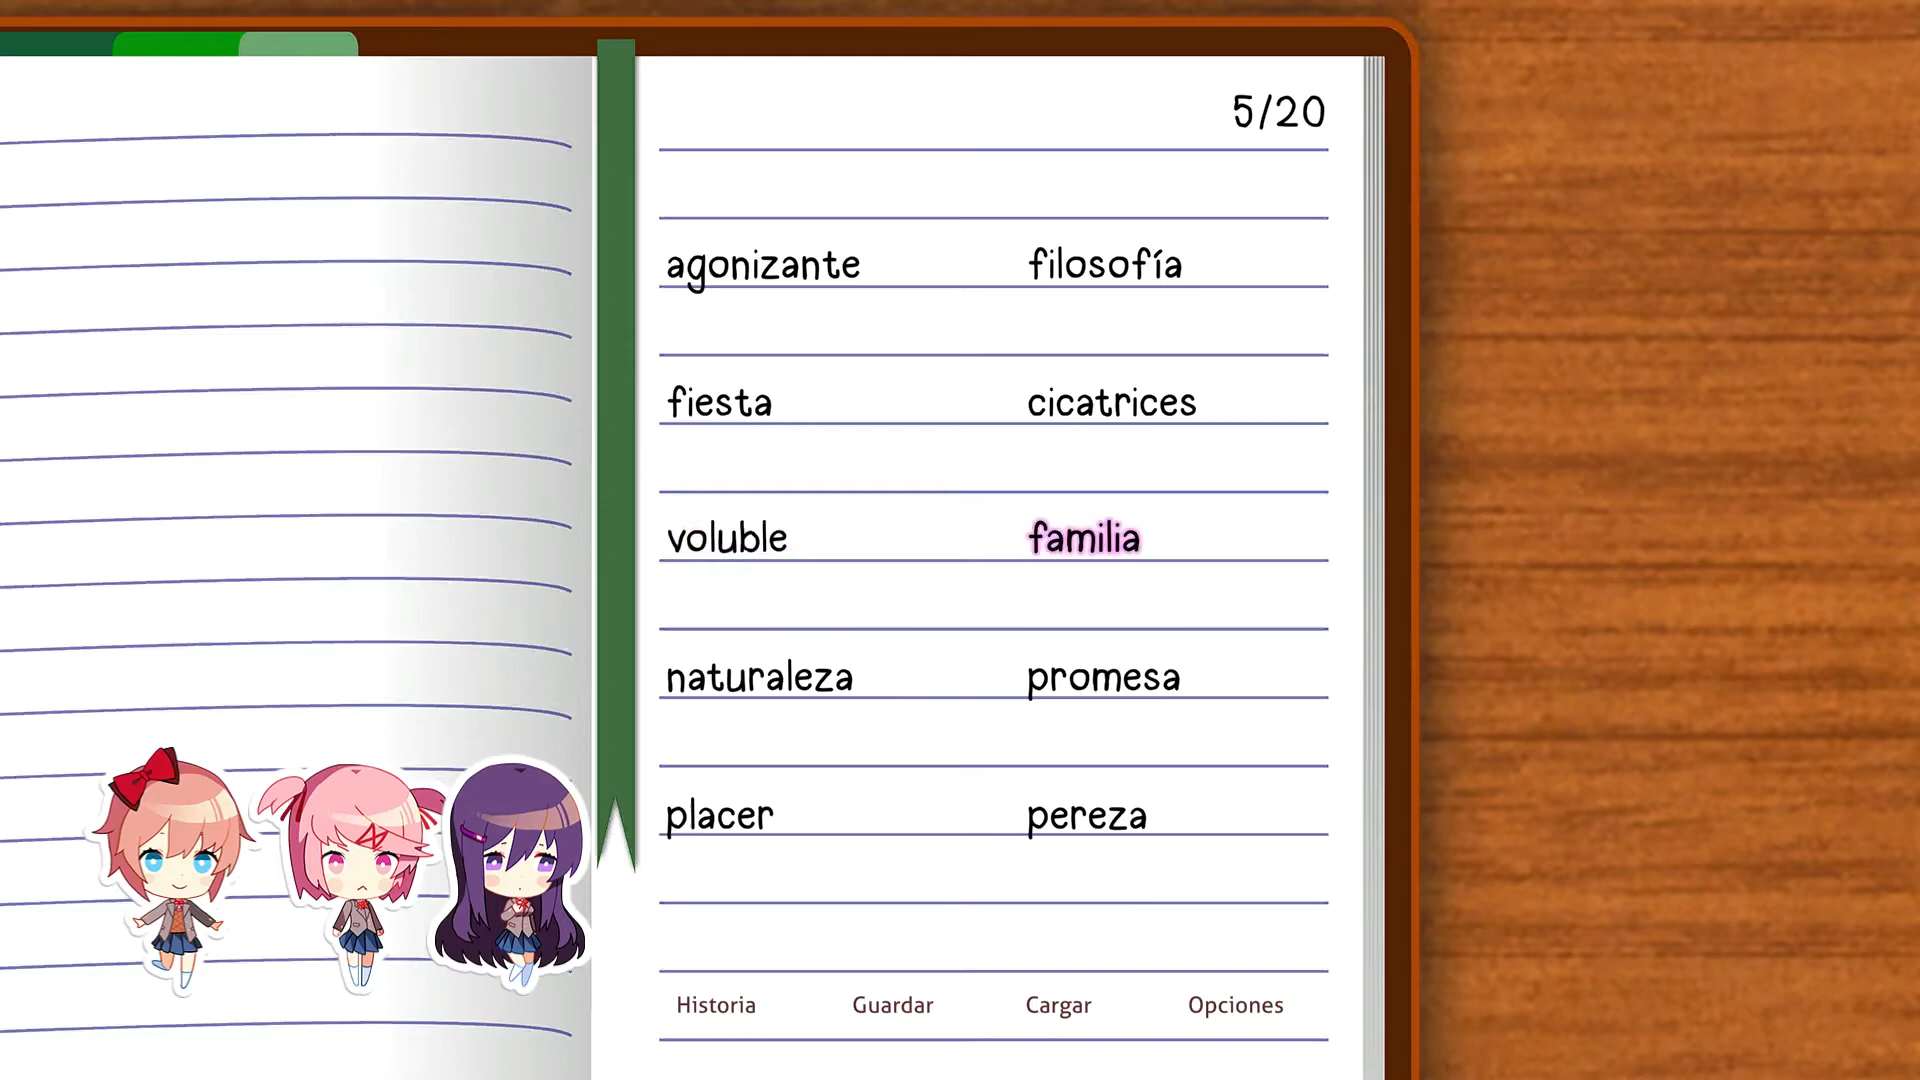 5/20
agonizante filosofía
fiesta cicatrices
voluble familia
naturaleza promesa
placer pereza
Historia Guardar Cargar Opciones